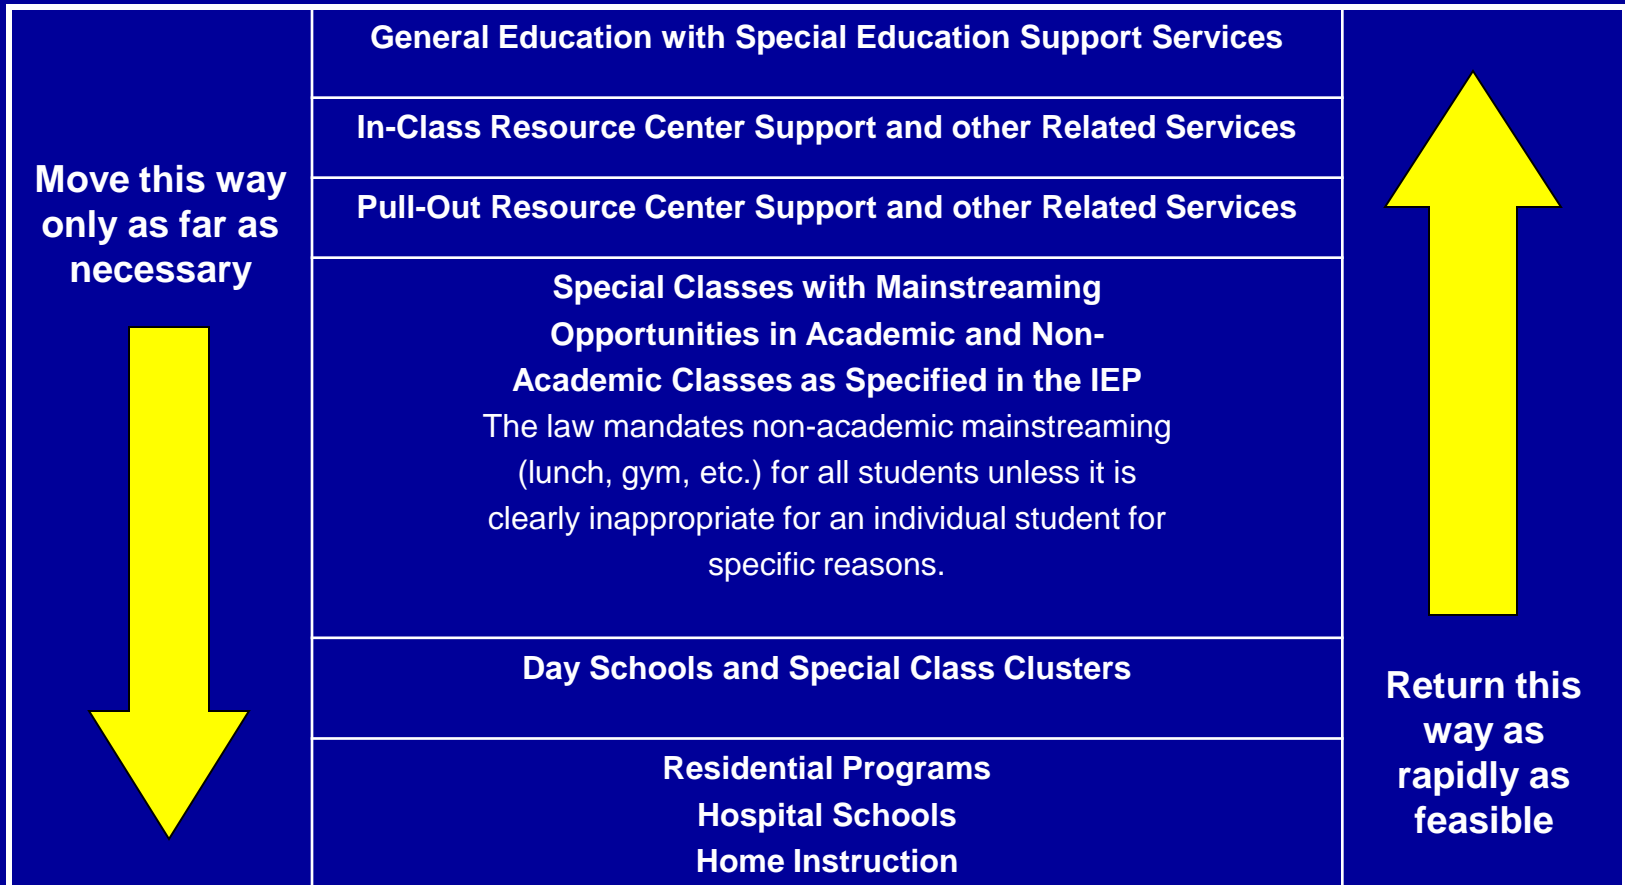 Move this way
only as far as
necessary
General Education with Special Education Support Services
In-Class Resource Center Support and other Related Services
Pull-Out Resource Center Support and other Related Services
Special Classes with Mainstreaming
Opportunities in Academic and Non-
Academic Classes as Specified in the IEP
The law mandates non-academic mainstreaming
(lunch, gym, etc.) for all students unless it is
clearly inappropriate for an individual student for
specific reasons.
Day Schools and Special Class Clusters
Residential Programs
Hospital Schools
Home Instruction
Return this
way as
rapidly as
feasible